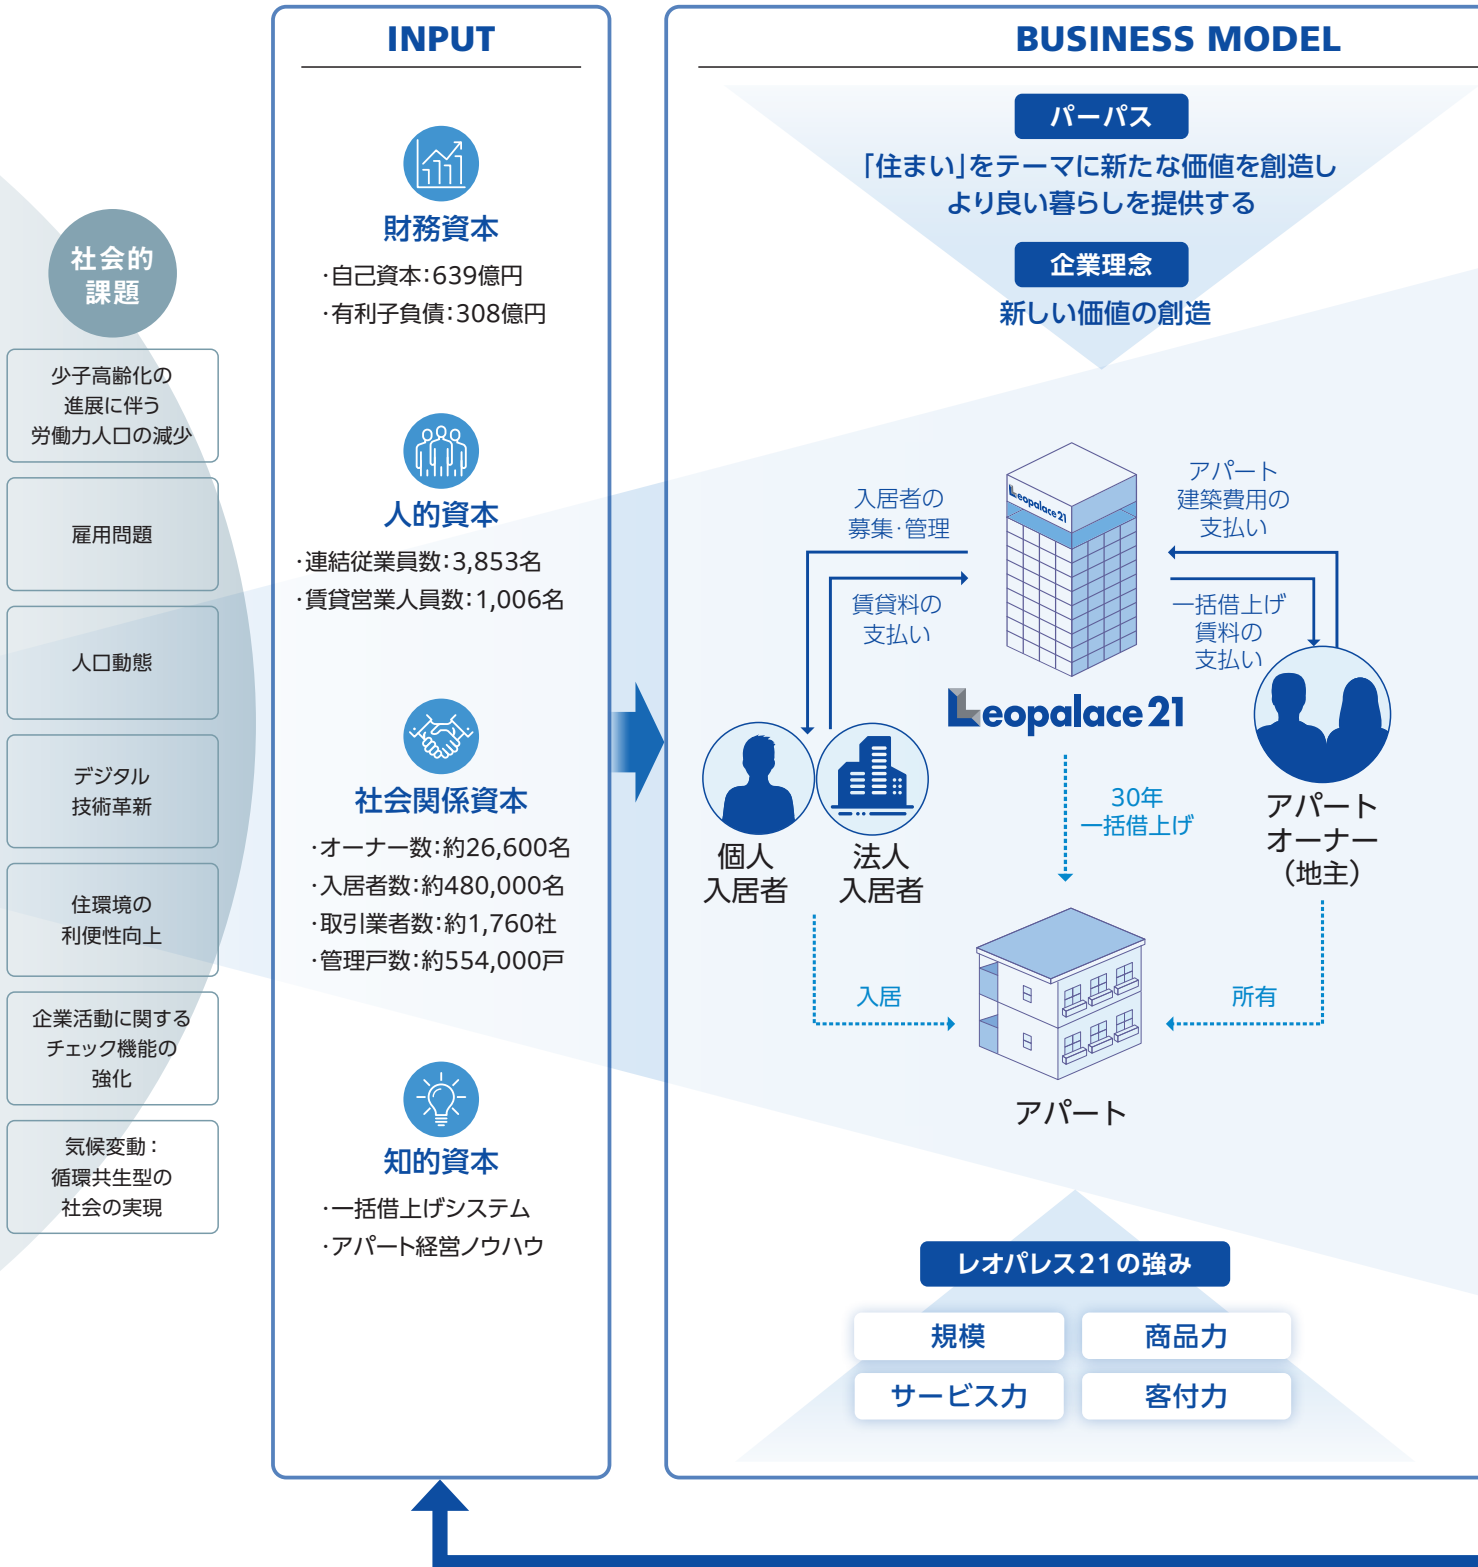 社会的
課題
少子高齢化の
進展に伴う
労働力人口の減少
雇用問題
人口動態
デジタル
技術革新
住環境の
利便性向上
企業活動に関する
チェック機能の
強化
気候変動：
循環共生型の
社会の実現
INPUT
財務資本
・自己資本：639億円
・有利子負債：308億円
人的資本
・連結従業員数：3,853名
・賃貸営業人員数：1,006名
社会関係資本
・オーナー数：約26,600名
・入居者数：約480,000名
・取引業者数：約1,760社
・管理戸数：約554,000戸
知的資本
・一括借上げシステム
・アパート経営ノウハウ
BUSINESS MODEL
パーパス
「住まい」をテーマに新たな価値を創造し
より良い暮らしを提供する
企業理念
新しい価値の創造
入居者の
募集・管理
賃貸料の
支払い
Leopalace21
アパート
建築費用の
支払い
一括借上げ
賃料の
支払い
Leopalace21
個人
入居者
法人
入居者
30年
一括借上げ
アパート
オーナー
（地主）
入居
所有
アパート
レオパレス21の強み
規模
商品力
サービス力
客付力